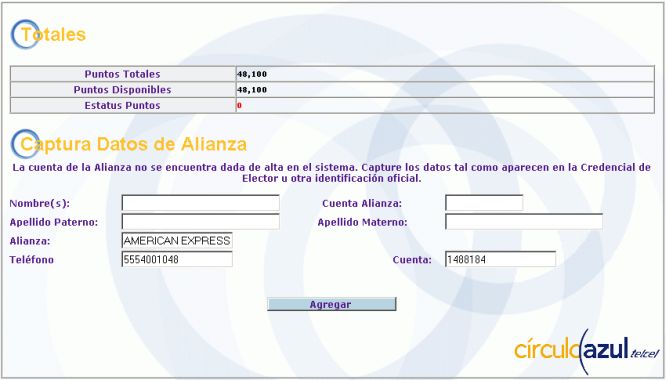 Totales
Puntos Totales 48,100
Puntos Disponibles 48,100
Estatus Puntos 0
Captura Datos de Alianza
La cuenta de la Alianza no se encuentra dada de alta en el sistema. Capture los datos tal como aparecen en la Credencial de
Elector u otra identificación oficial.
Nombre(s): Cuenta Alianza:
Apellido Paterno: Apellido Materno:
Alianza: AMERICAN EXPRESS
Teléfono 5554001048 Cuenta: 1488184
Agregar
círculo azul telcel